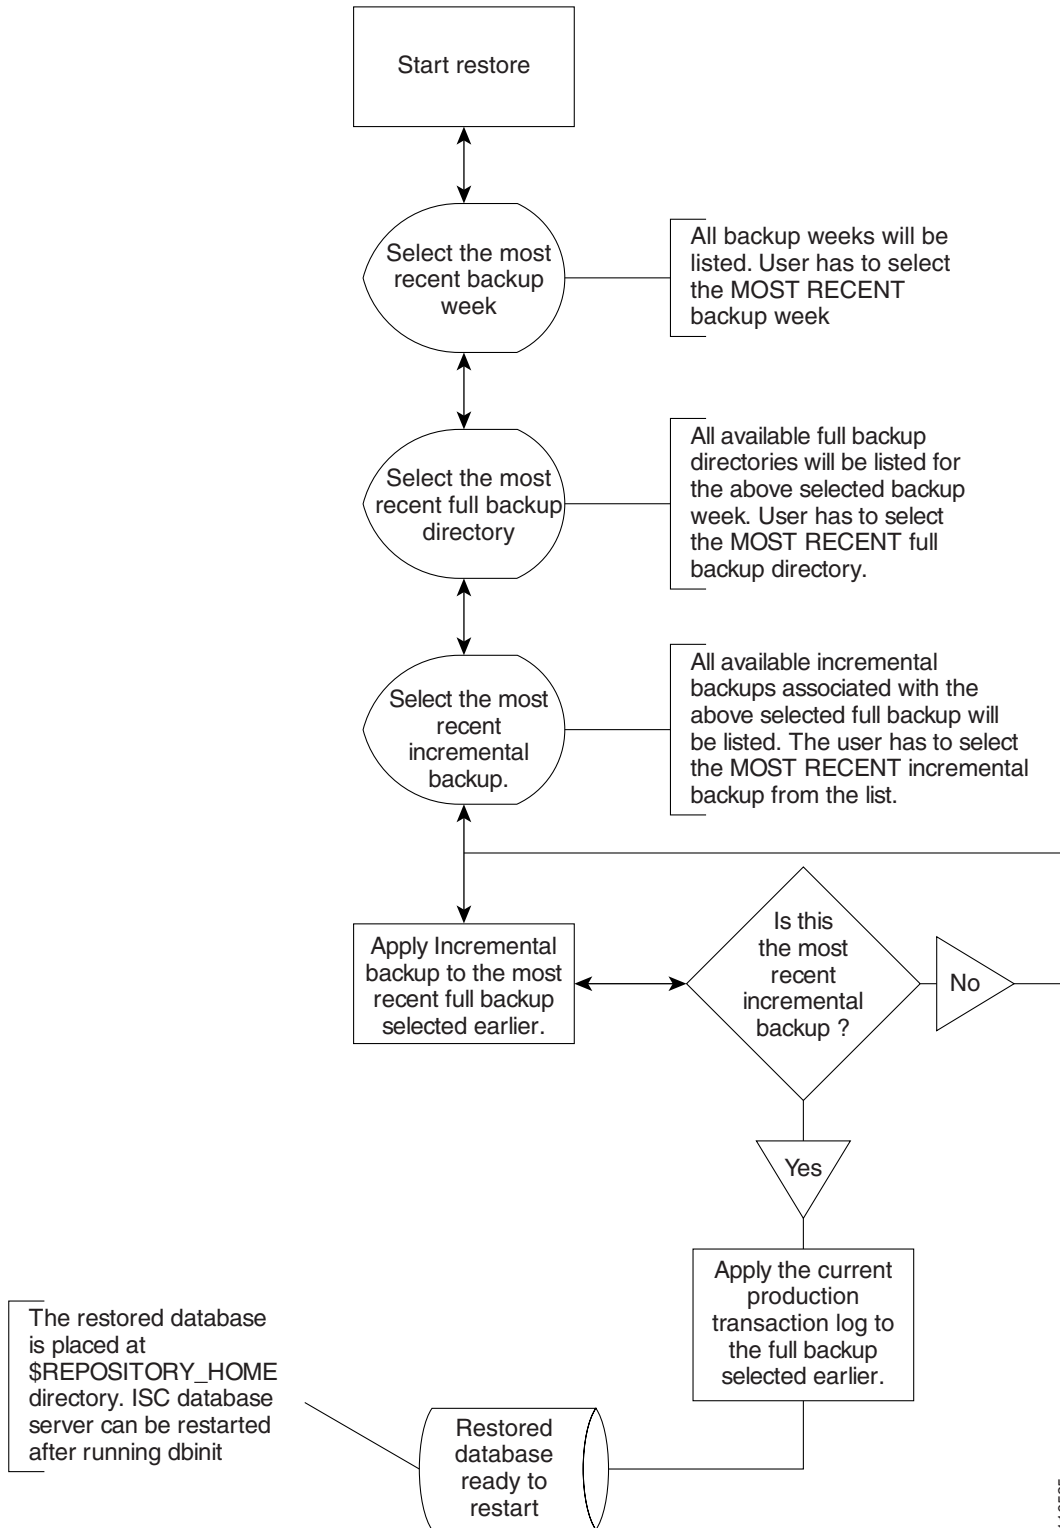 Start restore
Select the most
recent backup
week
All backup weeks will be
listed. User has to select
the MOST RECENT
backup week
Select the most
recent full backup
directory
All available full backup
directories will be listed for
the above selected backup
week. User has to select
the MOST RECENT full
backup directory.
Select the most
recent
incremental
backup.
All available incremental
backups associated with the
above selected full backup will
be listed. The user has to select
the MOST RECENT incremental
backup from the list.
Apply Incremental
backup to the most
recent full backup
selected earlier.
Is this
the most
recent
incremental
backup ?
No
Yes
Apply the current
production
transaction log to
the full backup
selected earlier.
The restored database
is placed at
$REPOSITORY_HOME
directory. ISC database
server can be restarted
after running dbinit
Restored
database
ready to
restart